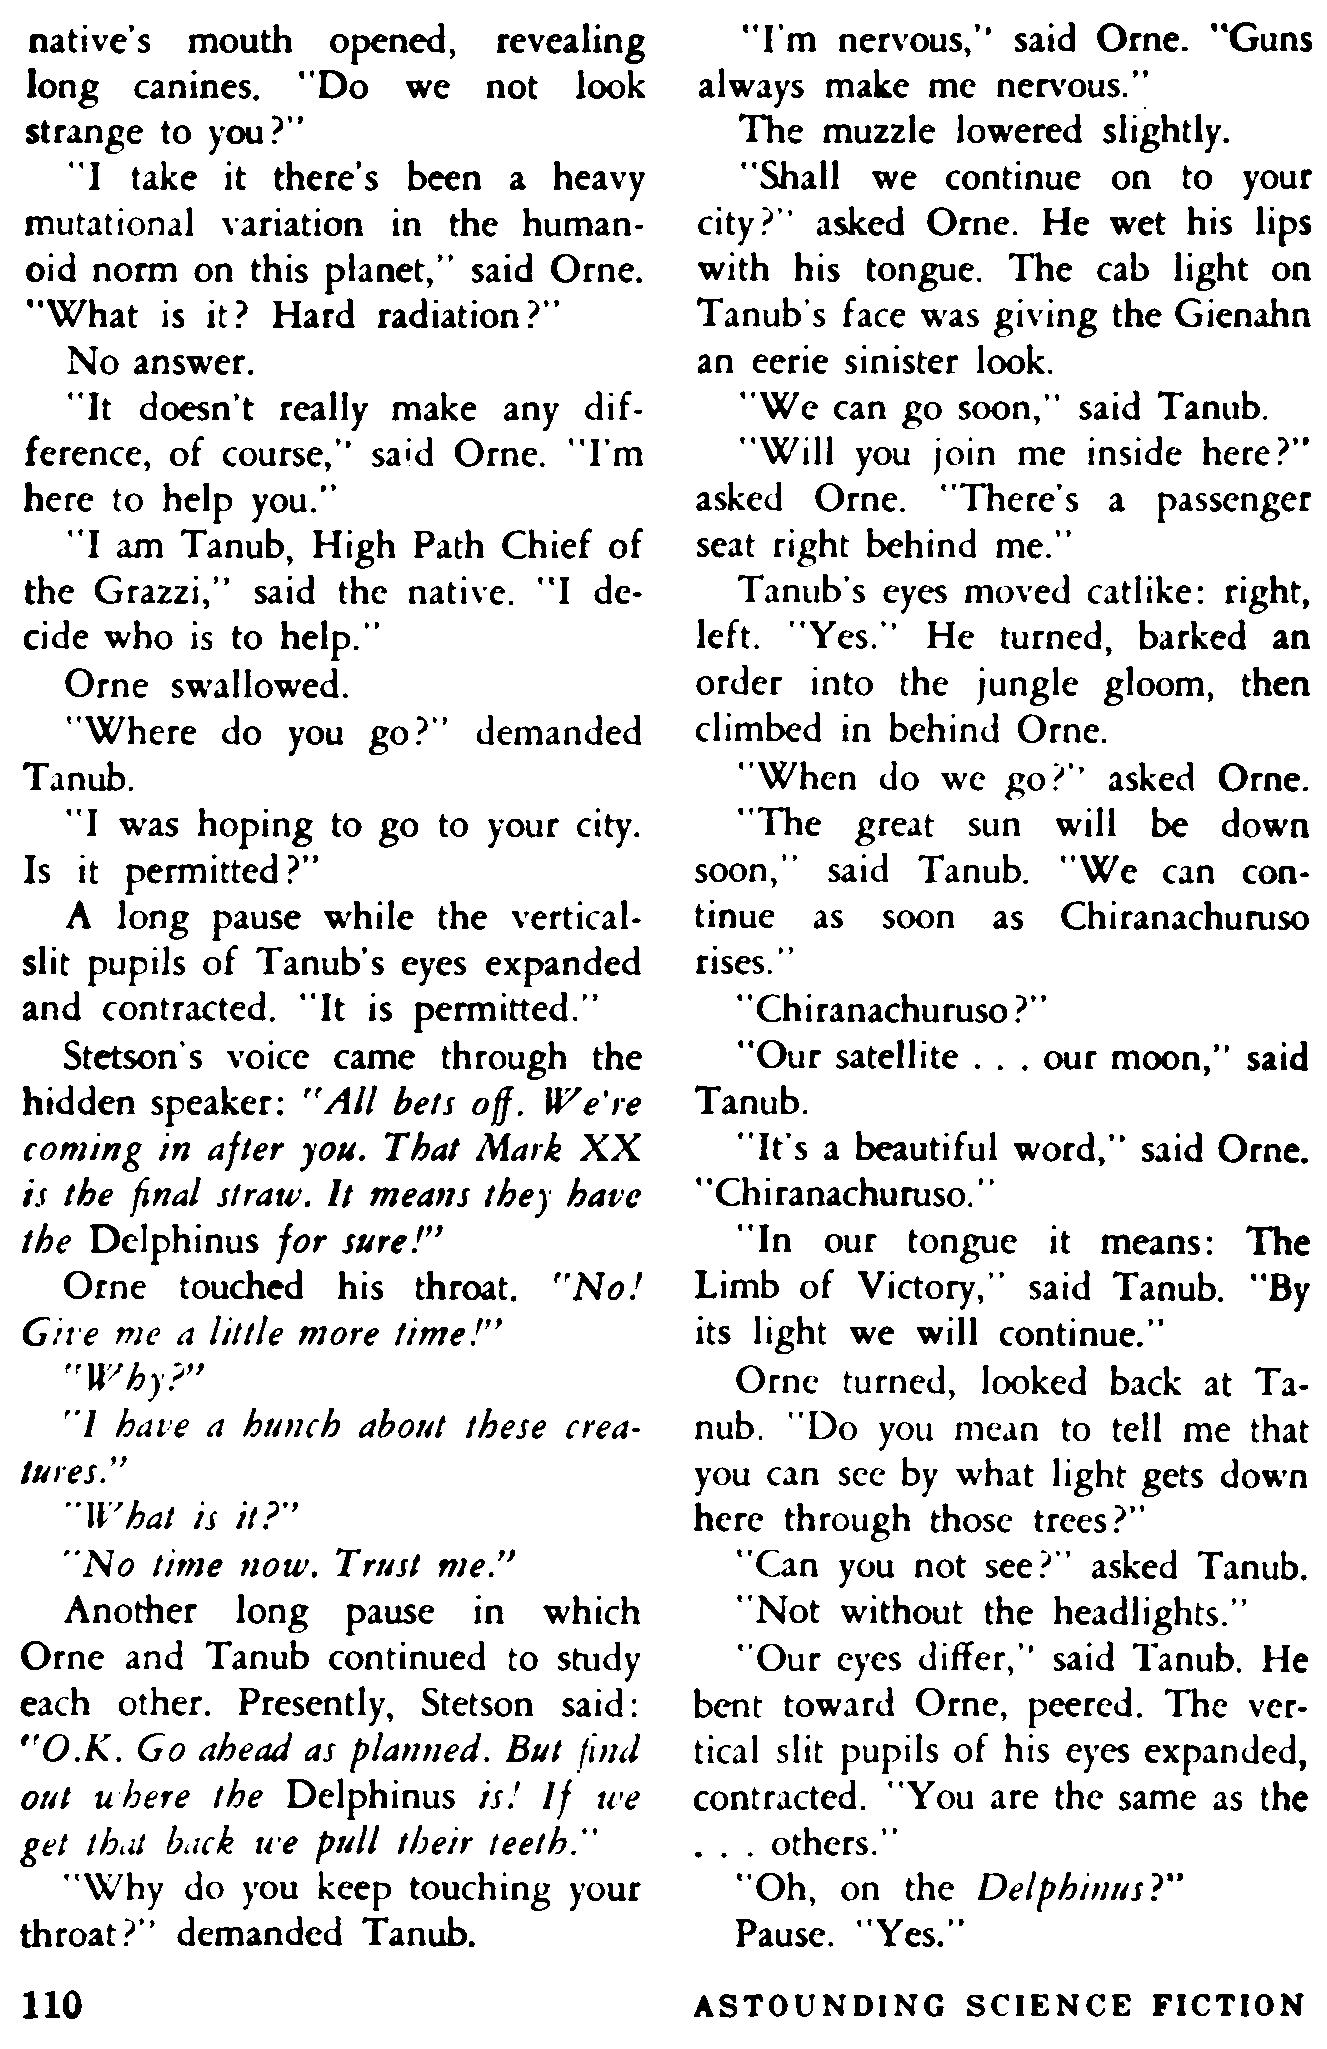 native's mouth opened, revealing
long canines. "Do we not look
strange to you?"
"I take it there's been a heavy
mutational variation in the human-
oid norm on this planet," said Orne.
"What is it? Hard radiation?"
No answer.
"It doesn't really make any dif-
ference, of course," said Orne. "I'm
here to help you."
"I am Tanub, High Path Chief of
the Grazzi," said the native. "I de-
cide who is to help."
Orne swallowed.
"Where do you go?" demanded
Tanub.
"I was hoping to go to your city.
Is it permitted?"
A long pause while the vertical-
slit pupils of Tanub's eyes expanded
and contracted. "It is permitted."
Stetson's voice came through the
hidden speaker: "All bets off. We're
coming in after you. That Mark XX
is the final straw. It means they have
the Delphinus for sure!"
Orne touched his throat. "No!
Give me a little more time!"
"Why?"
"I have a hunch about these crea-
tures."
"What is it?"
"No time now. Trust me."
Another long pause in which
Orne and Tanub continued to study
each other. Presently, Stetson said:
"O.K. Go ahead as planned. But find
out where the Delphinus is! If we
get that back we pull their teeth."
"Why do you keep touching your
throat?" demanded Tanub.
"I'm nervous," said Orne. "Guns
always make me nervous."
The muzzle lowered slightly.
"Shall we continue on to your
city?" asked Orne. He wet his lips
with his tongue. The cab light on
Tanub's face was giving the Gienahn
an eerie sinister look.
"We can go soon," said Tanub.
"Will you join me inside here?"
asked Orne. "There's a passenger
seat right behind me."
Tanub's eyes moved catlike: right,
left. "Yes." He turned, barked an
order into the jungle gloom, then
climbed in behind Orne.
"When do we go?" asked Orne.
"The great sun will be down
soon," said Tanub. "We can con-
tinue as soon as Chiranachuruso
rises."
"Chiranachuruso?"
"Our satellite . . . our moon," said
Tanub.
"It's a beautiful word," said Orne.
"Chiranachuruso."
"In our tongue it means: The
Limb of Victory," said Tanub. "By
its light we will continue."
Orne turned, looked back at Ta-
nub. "Do you mean to tell me that
you can see by what light gets down
here through those trees?"
"Can you not see?" asked Tanub.
"Not without the headlights."
"Our eyes differ," said Tanub. He
bent toward Orne, peered. The ver-
tical slit pupils of his eyes expanded,
contracted. "You are the same as the
. . . others."
"Oh, on the Delphinus?"
Pause. "Yes."
110
ASTOUNDING SCIENCE FICTION